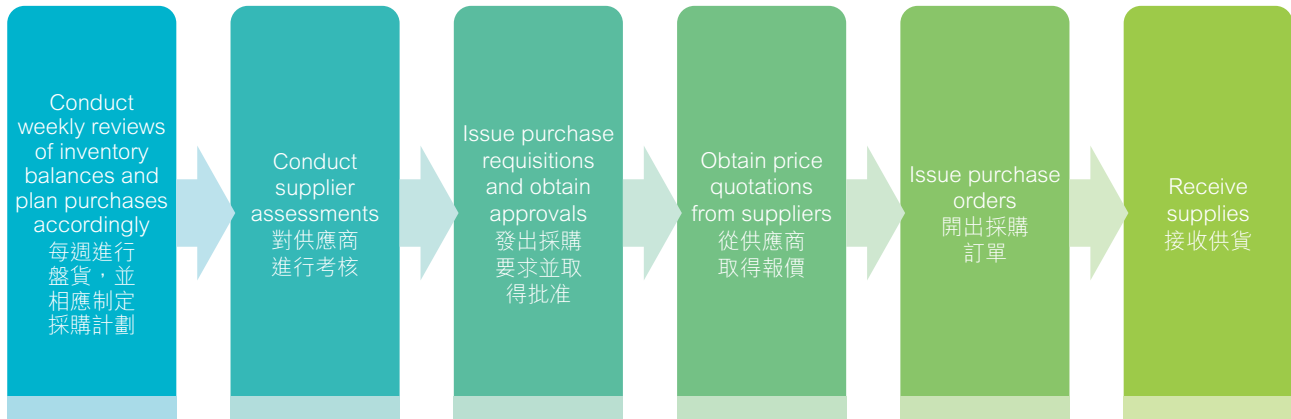 Conduct
weekly reviews
of inventory
balances and
plan purchases
accordingly
每週進行
盤貨，並
相應制定
採購計劃
Conduct
supplier
assessments
對供應商
進行考核
Issue purchase
requisitions
and obtain
approvals
發出採購
要求並取
得批准
Obtain price
quotations
from suppliers
從供應商
取得報價
Issue purchase
orders
開出採購
訂單
Receive
supplies
接收供貨